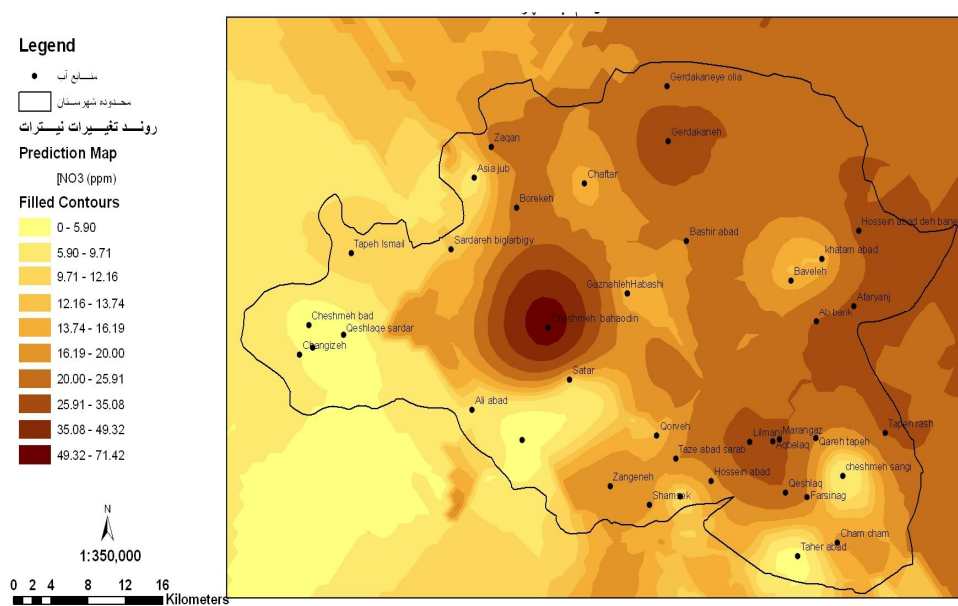 Legend
منابع آب
محدوده شهرستان
روند تغییرات نیترات
Prediction Map
[NO3 (ppm)
Filled Contours
0 - 5.90
5.90 - 9.71
9.71 - 12.16
12.16 - 13.74
13.74 - 16.19
16.19 - 20.00
20.00 - 25.91
25.91 - 35.08
35.08 - 49.32
49.32 - 71.42
N
1:350,000
0 2 4 8 12 16
Kilometers
Gerdakaneye olia
Gerdakaneh
Zaqan
Asia jub
Chaftar
Borekeh
Hossein abad deh bane
Bashir abad
Sardareh biglarbigy
Tapeh Ismail
khatam abad
Baveleh
GaznahlehHabashi
Afaryanj
Ab barik
Cheshmeh bad
Qeshlaqe sardar
Cheshmeh bahaodin
Changizeh
Satar
Ali abad
Qorveh
Lilmanj
Marangaz
Aqbelaq
Qareh tapeh
Tapeh rash
Taze abad sarab
Hossein abad
cheshmeh sangi
Zangeneh
Qeshlaq
Farsinag
Shamsek
Cham cham
Taher abad